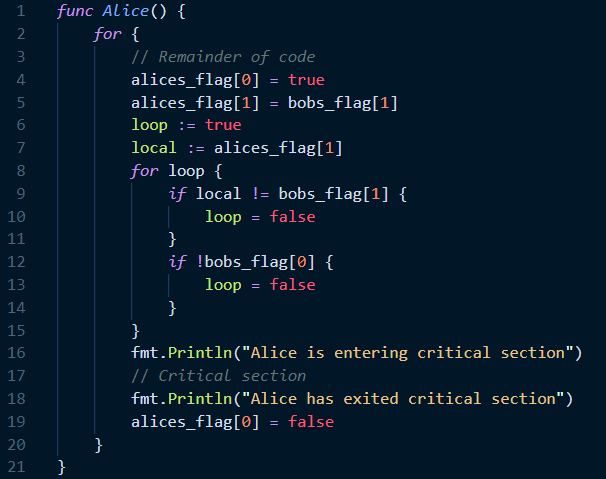 1 func Alice() {
2 for {
3 // Remainder of code
4 alices_flag[0] = true
5 alices_flag[1] = bobs_flag[1]
6 loop := true
7 local := alices_flag[1]
8 for loop {
9 if local != bobs_flag[1] {
10 loop = false
11 }
12 if !bobs_flag[0] {
13 loop = false
14 }
15 }
16 fmt.Println("Alice is entering critical section")
17 // Critical section
18 fmt.Println("Alice has exited critical section")
19 alices_flag[0] = false
20 }
21 }